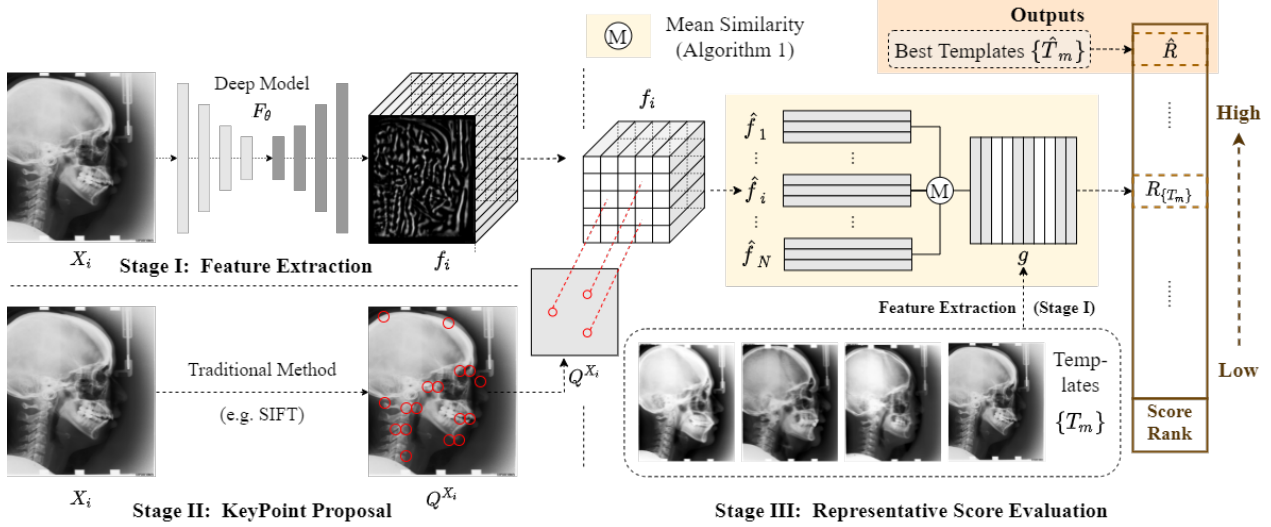 Deep Model
F_θ
X_i
f_i
Stage I: Feature Extraction
M
Mean Similarity
(Algorithm 1)
Outputs
Best Templates {T̂_m}
R̂
f_i
f̂_1
⋮
f̂_i
⋮
f̂_N
M
g
R_{T_m}
High
Low
Score
Rank
Feature Extraction (Stage I)
Temp-
lates
{T_m}
Traditional Method
(e.g. SIFT)
Q^{X_i}
X_i
Q^{X_i}
Stage II: KeyPoint Proposal
Stage III: Representative Score Evaluation